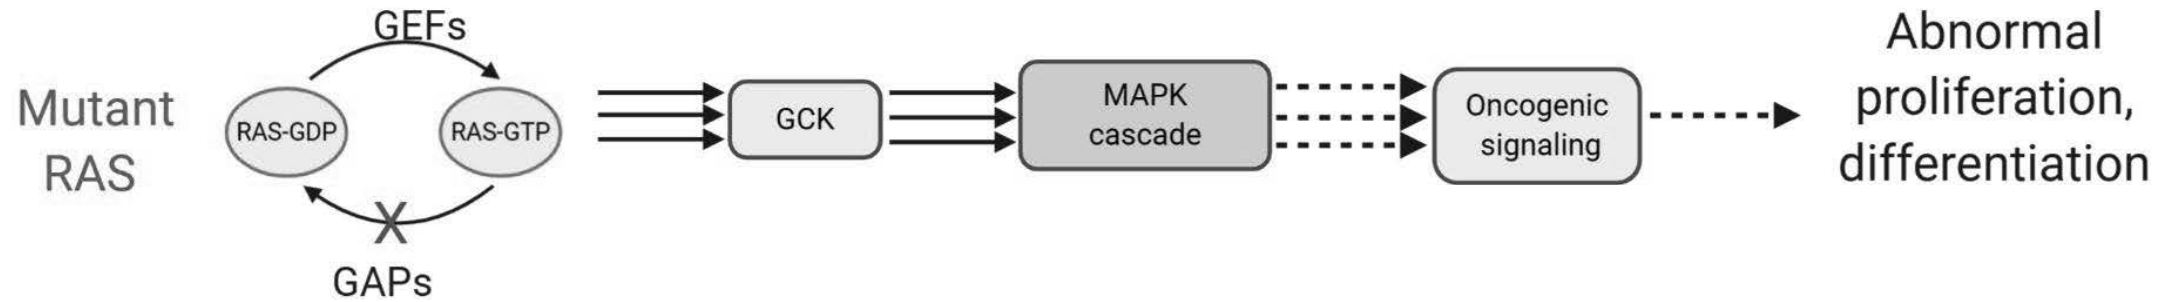 Mutant
RAS
GEFs
RAS-GDP
RAS-GTP
X
GAPs
GCK
MAPK
cascade
Oncogenic
signaling
Abnormal
proliferation,
differentiation